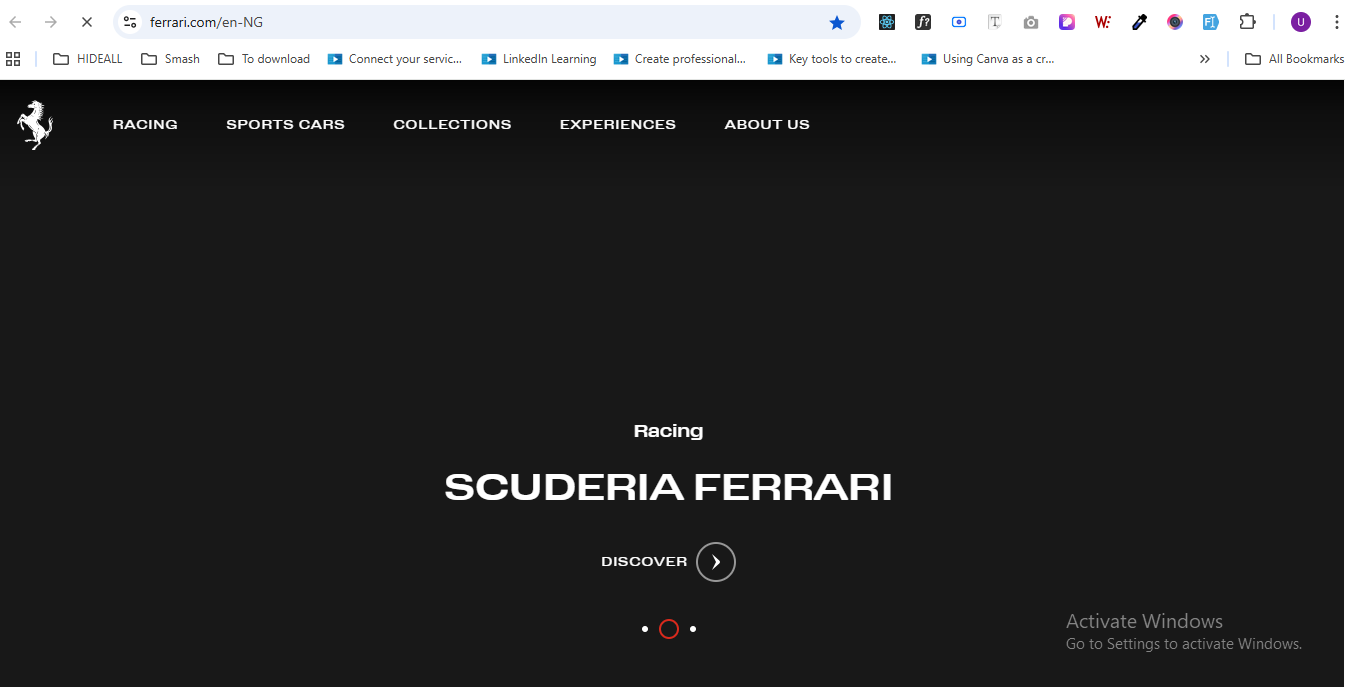 ferrari.com/en-NG
HIDEALL
Smash
To download
Connect your servic...
LinkedIn Learning
Create professional...
Key tools to create...
Using Canva as a cr...
All Bookmarks
RACING
SPORTS CARS
COLLECTIONS
EXPERIENCES
ABOUT US
Racing
SCUDERIA FERRARI
DISCOVER
Activate Windows
Go to Settings to activate Windows.
f?
T
W:
FI
U